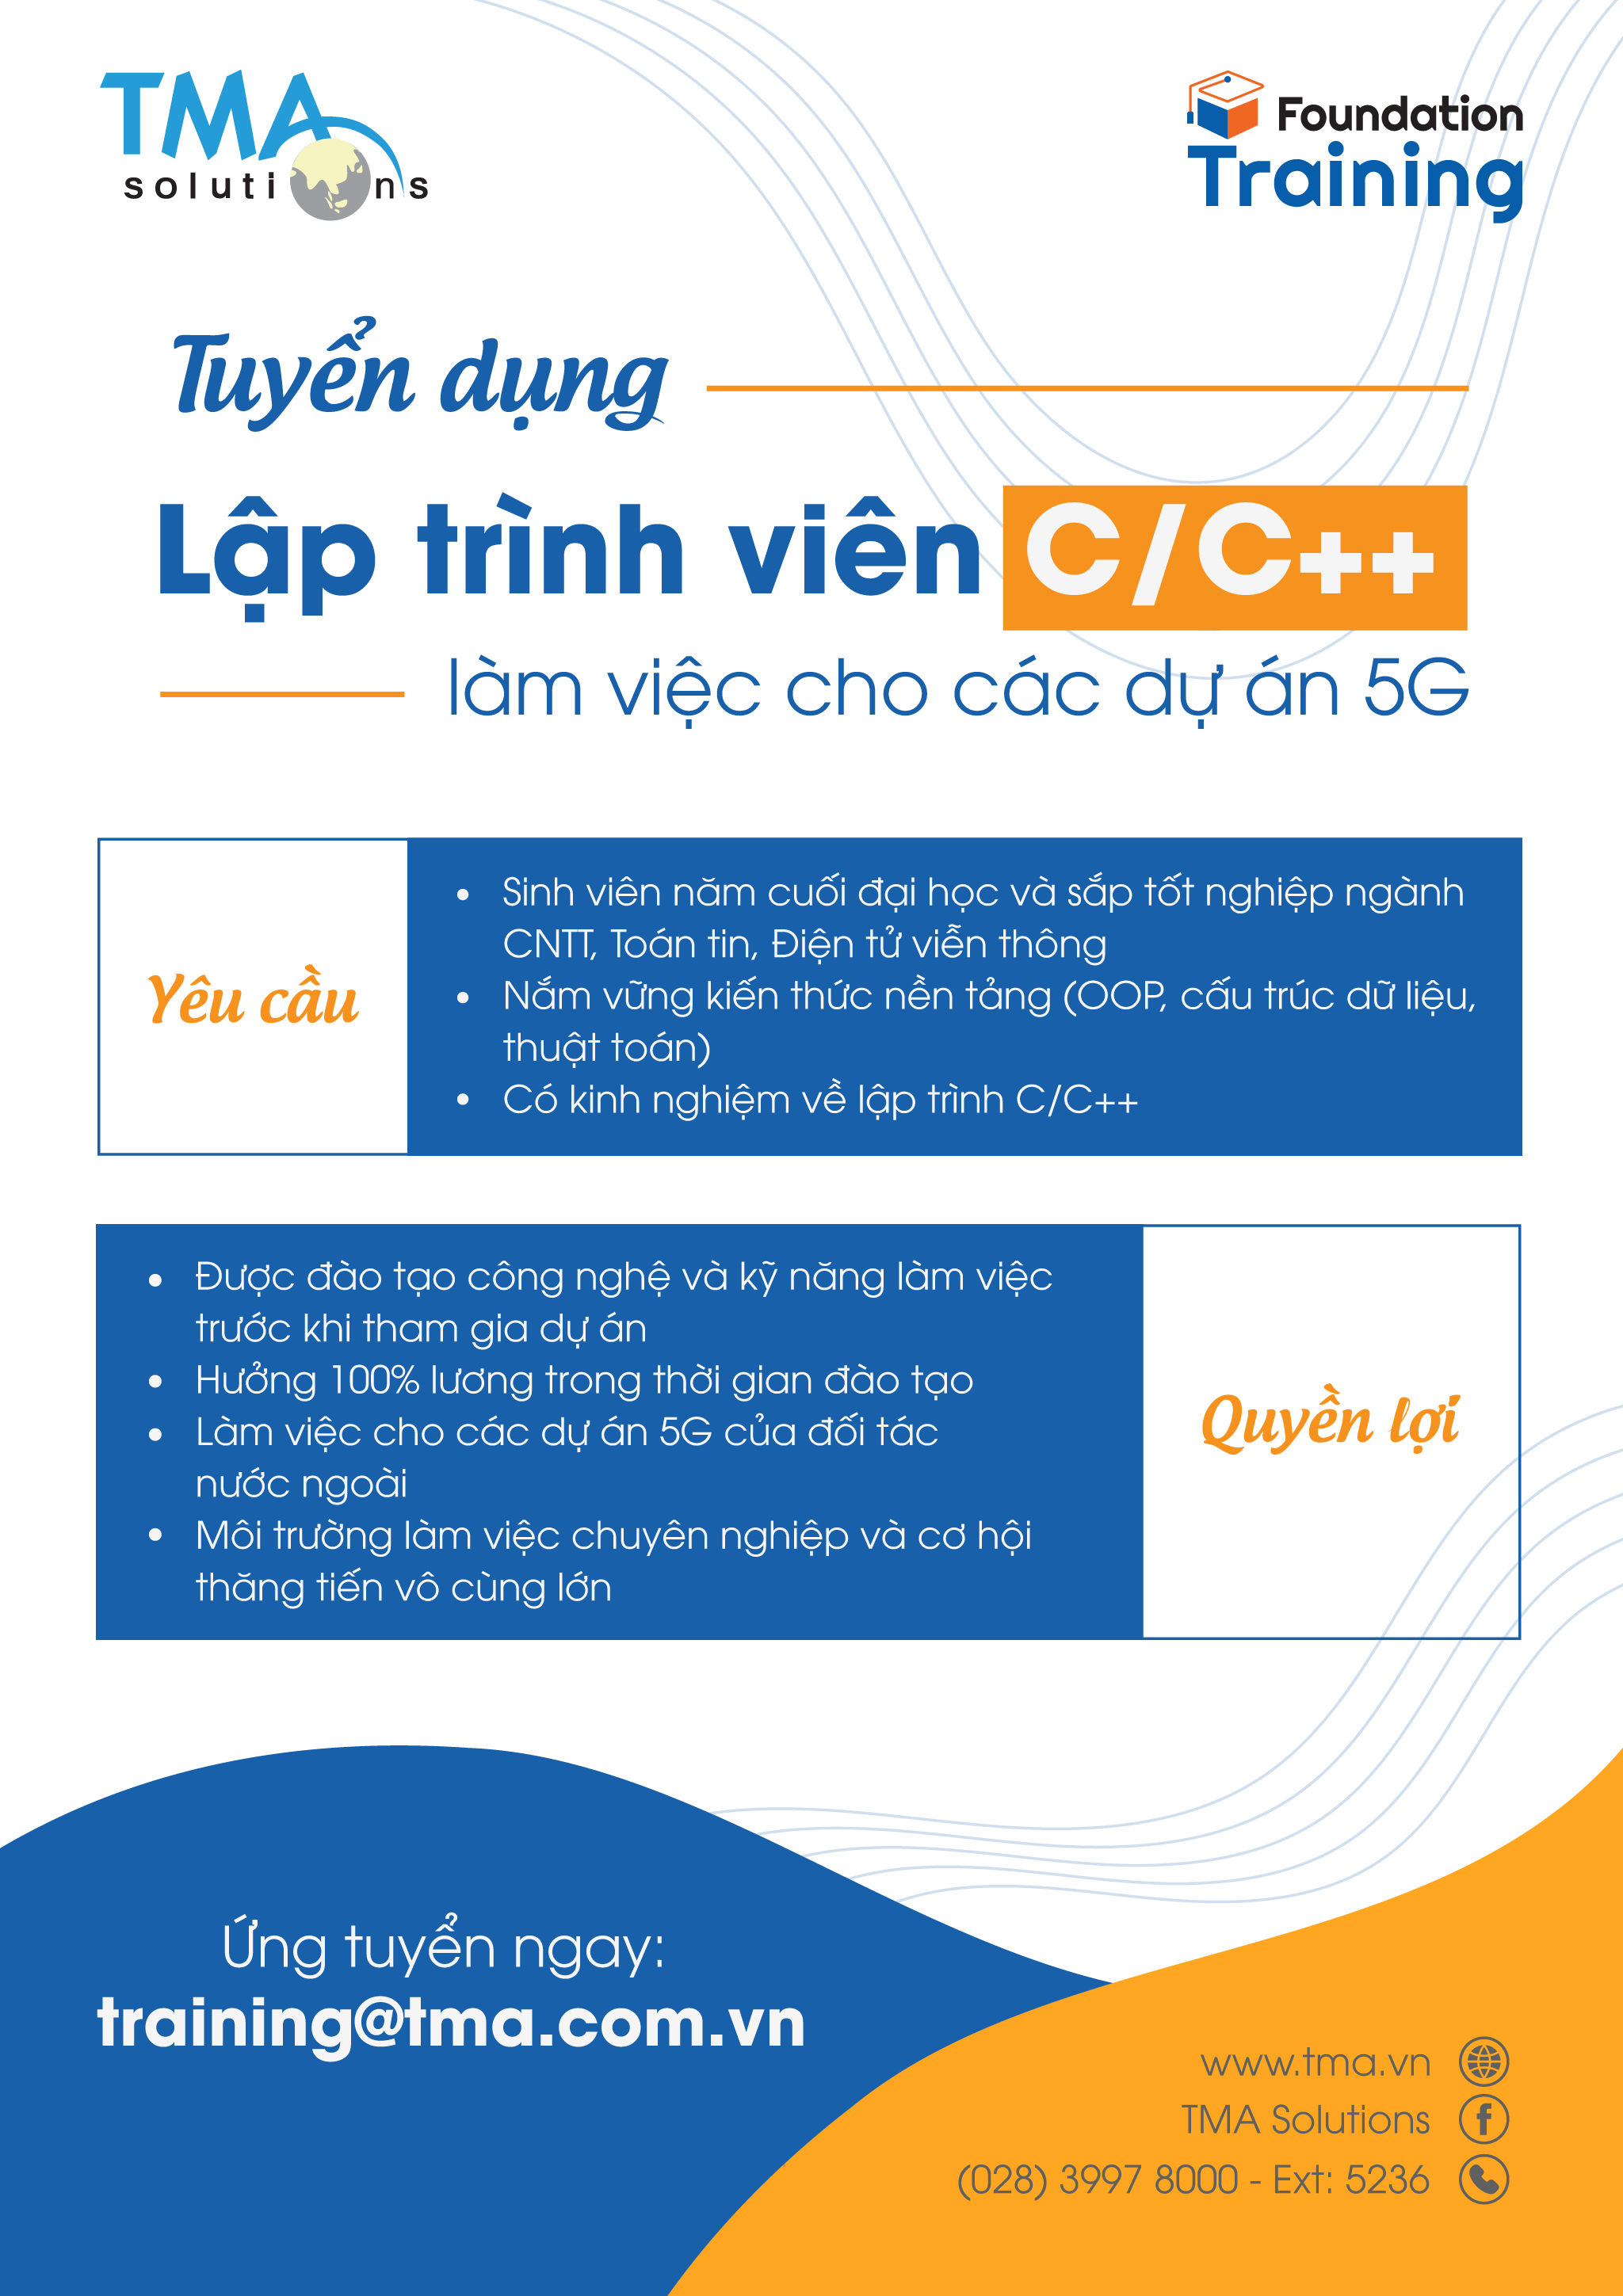 TMA
solutions
Foundation
Training
Tuyển dụng
Lập trình viên C/C++
làm việc cho các dự án 5G
Yêu cầu
• Sinh viên năm cuối đại học và sắp tốt nghiệp ngành
CNTT, Toán tin, Điện tử viễn thông
• Nắm vững kiến thức nền tảng (OOP, cấu trúc dữ liệu,
thuật toán)
• Có kinh nghiệm về lập trình C/C++
• Được đào tạo công nghệ và kỹ năng làm việc
trước khi tham gia dự án
• Hưởng 100% lương trong thời gian đào tạo
• Làm việc cho các dự án 5G của đối tác
nước ngoài
• Môi trường làm việc chuyên nghiệp và cơ hội
thăng tiến vô cùng lớn
Quyền lợi
Ứng tuyển ngay:
training@tma.com.vn
www.tma.vn
TMA Solutions
(028) 3997 8000 - Ext: 5236